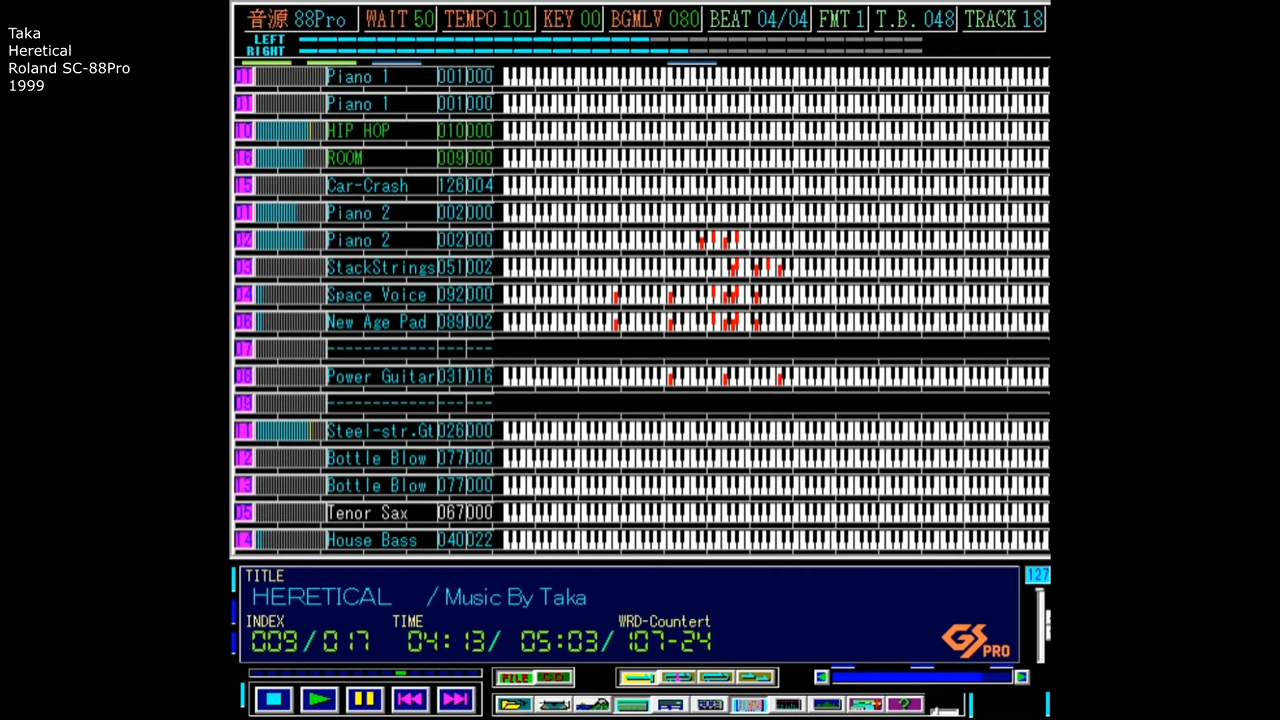 Taka
Heretical
Roland SC-88Pro
1999
音源 88Pro WAIT 50 TEMPO 101 KEY 00 BGMLV 080 BEAT 04/04 FMT 1 T.B. 048 TRACK 18
LEFT
RIGHT
01 Piano 1 001 000
01 Piano 1 001 000
10 HIP HOP 010 000
16 ROOM 009 000
15 Car-Crash 126 004
01 Piano 2 002 000
02 Piano 2 002 000
03 StackStrings 051 002
04 Space Voice 092 000
06 New Age Pad 089 002
07 ------------ --- ---
08 Power Guitar 031 016
09 ------------ --- ---
11 Steel-str.Gt 026 000
12 Bottle Blow 077 000
13 Bottle Blow 077 000
05 Tenor Sax 067 000
14 House Bass 040 022
TITLE
127
HERETICAL / Music By Taka
INDEX TIME WRD-Countert
009/017 04:13/ 05:03/ 107-24
GS PRO
FILE CD
?